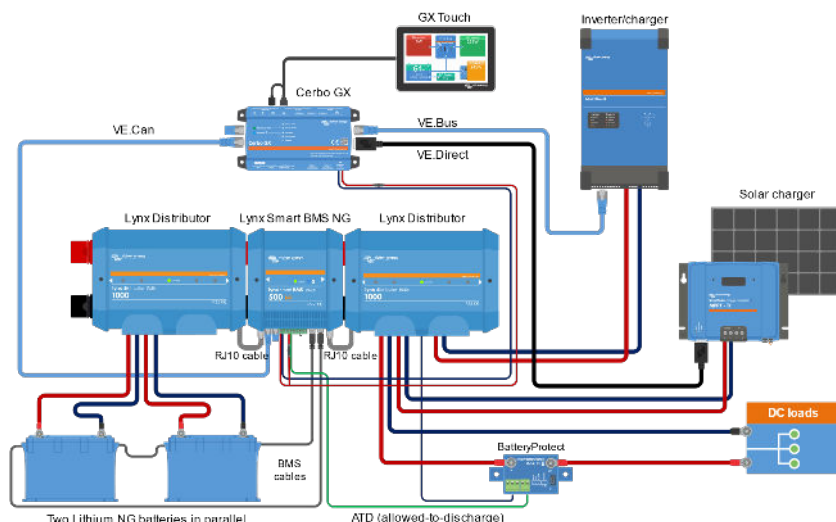 GX Touch
Inverter/charger
Cerbo GX
VE.Can
VE.Bus
VE.Direct
Solar charger
Lynx Distributor
Lynx Smart BMS NG
Lynx Distributor
1000
500
1000
RJ10 cable
RJ10 cable
DC loads
BatteryProtect
BMS
cables
Two Lithium NG batteries in parallel
ATD (allowed-to-discharge)